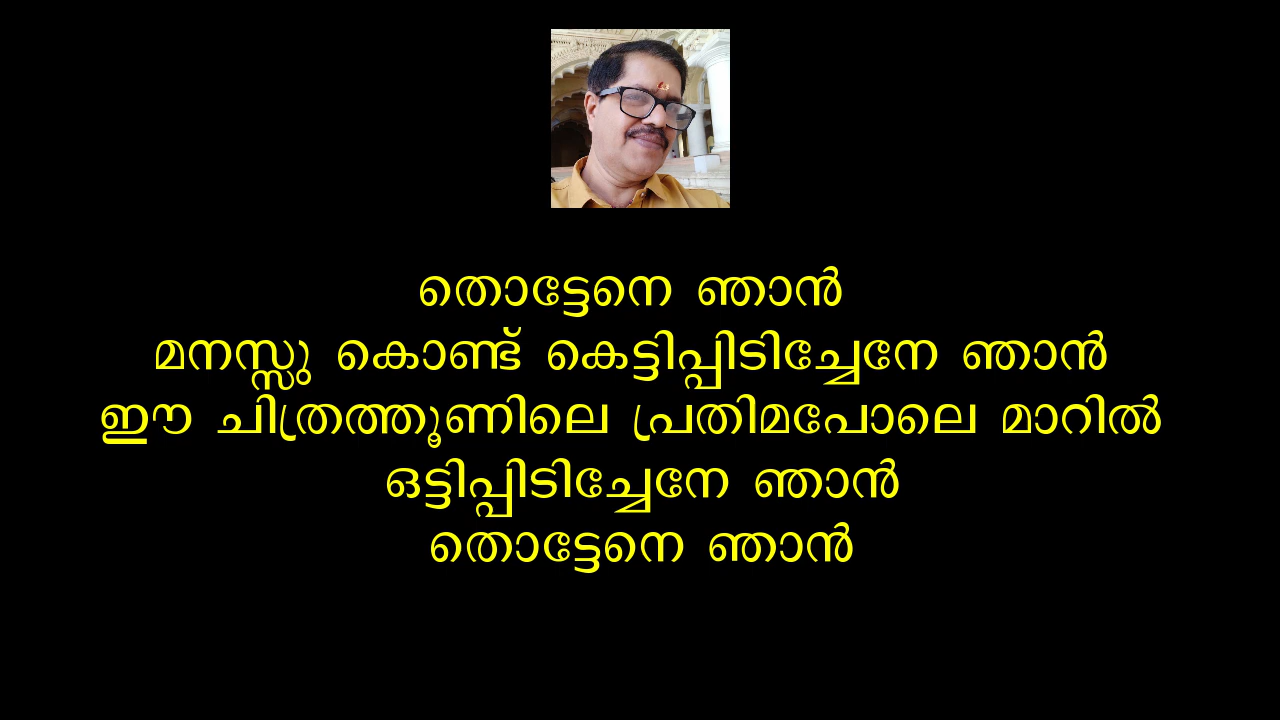 തൊട്ടേനെ ഞാൻ
മനസ്സു കൊണ്ട് കെട്ടിപ്പിടിച്ചേനേ ഞാൻ
ഈ ചിത്രത്തൂണിലെ പ്രതിമപോലെ മാറിൽ
ഒട്ടിപ്പിടിച്ചേനേ ഞാൻ
തൊട്ടേനെ ഞാൻ